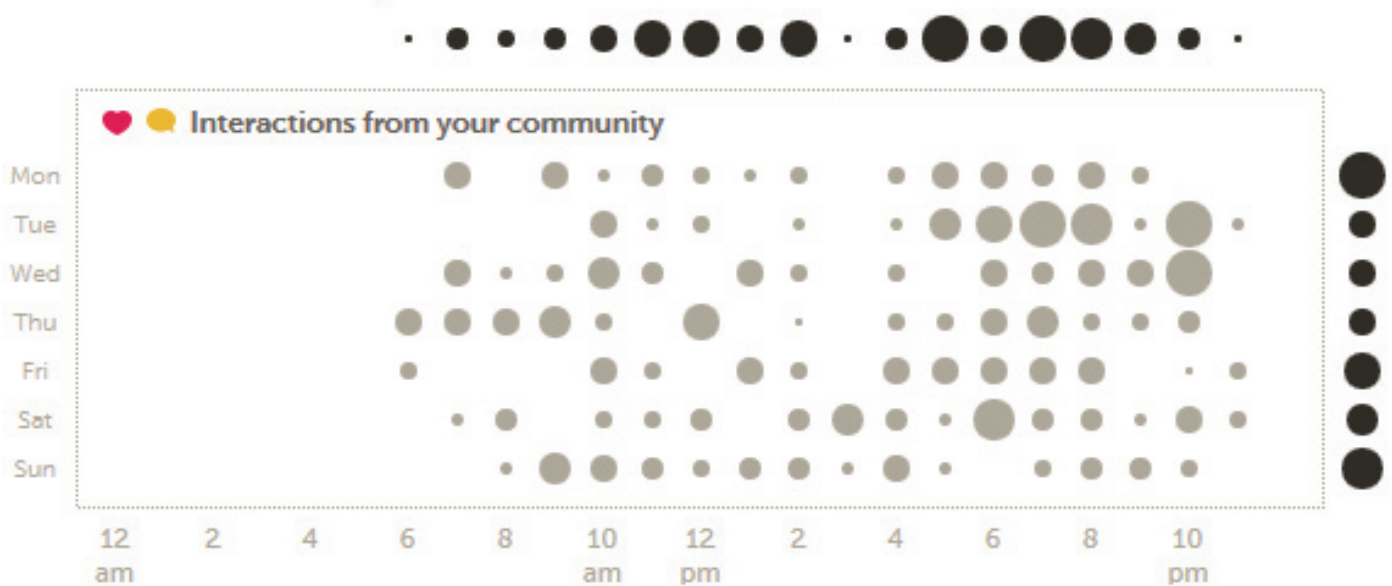 Interactions from your community
Mon
Tue
Wed
Thu
Fri
Sat
Sun
12 2 4 6 8 10 12 2 4 6 8 10
am am pm pm